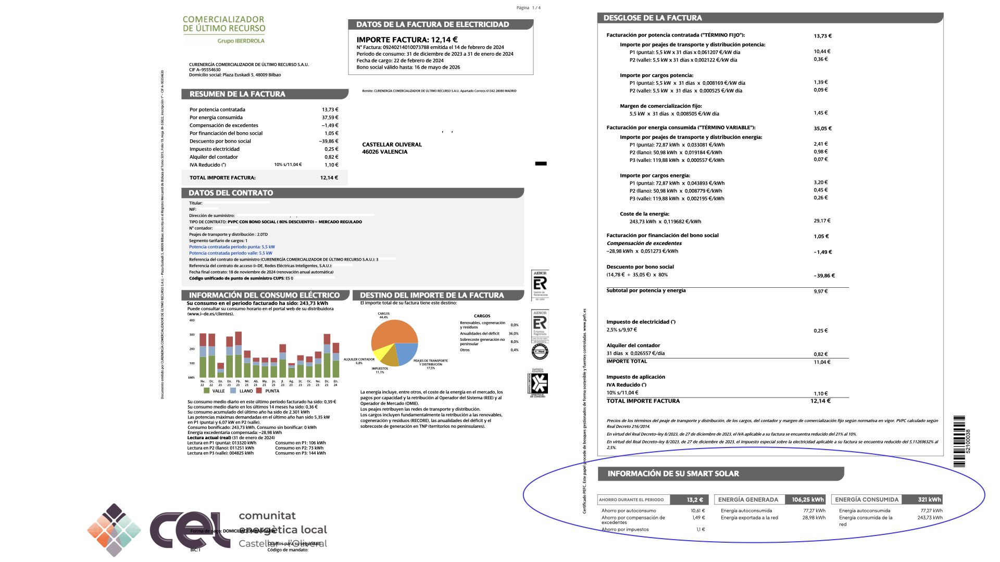 Página 1 / 4
COMERCIALIZADOR
DE ÚLTIMO RECURSO
Grupo IBERDROLA
CURENERGÍA COMERCIALIZADOR DE ÚLTIMO RECURSO S.A.U.
CIF A-95554630
Domicilio social: Plaza Euskadi 5, 48009 Bilbao
DATOS DE LA FACTURA DE ELECTRICIDAD
IMPORTE FACTURA: 12,14 €
Nº Factura: 09240214010073788 emitida el 14 de febrero de 2024
Periodo de consumo: 31 de diciembre de 2023 a 31 de enero de 2024
Fecha de cargo: 22 de febrero de 2024
Bono social válido hasta: 16 de mayo de 2026
Remite: CURENERGÍA COMERCIALIZADOR DE ÚLTIMO RECURSO S.A.U. Apartado Correos 61342 28080 MADRID
, ,
CASTELLAR OLIVERAL
46026 VALENCIA
RESUMEN DE LA FACTURA
Por potencia contratada 13,73 €
Por energía consumida 37,59 €
Compensación de excedentes −1,49 €
Por financiación del bono social 1,05 €
Descuento por bono social −39,86 €
Impuesto electricidad 0,25 €
Alquiler del contador 0,82 €
IVA Reducido (*) 10% s/11,04 € 1,10 €
TOTAL IMPORTE FACTURA: 12,14 €
DATOS DEL CONTRATO
Titular:
NIF:
Dirección de suministro: , ,
TIPO DE CONTRATO: PVPC CON BONO SOCIAL ( 80% DESCUENTO) - MERCADO REGULADO
Nº contador:
Peajes de transporte y distribución : 2.0TD
Segmento tarifario de cargos: 1
Potencia contratada periodo punta: 5,5 kW
Potencia contratada periodo valle: 5,5 kW
Referencia del contrato de suministro (CURENERGÍA COMERCIALIZADOR DE ÚLTIMO RECURSO S.A.U.): 3
Referencia del contrato de acceso (i-DE, Redes Eléctricas Inteligentes, S.A.U.):
Fecha final contrato: 18 de noviembre de 2024 (renovación anual automática)
Código unificado de punto de suministro CUPS: ES 0
INFORMACIÓN DEL CONSUMO ELÉCTRICO
Su consumo en el periodo facturado ha sido: 243,73 kWh
Puede consultar su consumo horario en el portal web de su distribuidora
(www.i-de.es/clientes).
400
300
200
100
kWh
Nv. Dc. En. En. Fb. Mr. Ab. My. Jn. Jl. Ag. St. Oc. Nv. Dc. En.
22 22 23 23 23 23 23 23 23 23 23 23 23 23 23 24
VALLE LLANO PUNTA
Su consumo medio diario en este último periodo facturado ha sido: 0,39 €
Su consumo medio diario en los últimos 14 meses ha sido: 0,36 €
Su consumo acumulado del último año ha sido de 2.301 kWh
Las potencias máximas demandadas en el último año han sido 5,35 kW
en P1 (punta) y 6,07 kW en P2 (valle).
Consumo bonificado: 243,73 kWh. Consumo sin bonificar: 0 kWh
Energía excedentaria compensada: −28,98 kWh
Lectura actual (real) (31 de enero de 2024)
Lectura en P1 (punta): 013320 kWh Consumo en P1: 106 kWh
Lectura en P2 (llano): 011251 kWh Consumo en P2: 73 kWh
Lectura en P3 (valle): 004825 kWh Consumo en P3: 144 kWh
DESTINO DEL IMPORTE DE LA FACTURA
El importe total de su factura tiene este destino:
CARGOS
44,4%
ALQUILER CONTADOR
6,8%
IMPUESTOS
11,1%
PEAJES DE TRANSPORTE
Y DISTRIBUCIÓN
17,5%
CARGOS
Renovables, cogeneración
y residuos 0,0%
Anualidades del déficit 36,0%
Sobrecoste generación no
peninsular 8,0%
Otros 0,4%
La energía incluye, entre otros, el coste de la energía en el mercado, los
pagos por capacidad y la retribución al Operador del Sistema (REE) y al
Operador de Mercado (OMIE).
Los peajes retribuyen las redes de transporte y distribución.
Los cargos incluyen fundamentalmente la retribución a las renovables,
cogeneración y residuos (RECORE), las anualidades del déficit y el
sobrecoste de generación en TNP (territorios no peninsulares).
AENOR
ER
AENOR
ER
Empresa
Registrada
IQNet
EMPRESA
ADHERIDA
ARBITRAJE
DE CONSUMO
cel
comunitat
energètica local
Castellar - l'Oliveral
Forma de pago: DOMICILIACIÓN BANCARIA
Ocultos para su seguridad
BIC: I Código de mandato:
DESGLOSE DE LA FACTURA
Facturación por potencia contratada ("TÉRMINO FIJO"): 13,73 €
Importe por peajes de transporte y distribución potencia:
P1 (punta): 5,5 kW x 31 días x 0,061207 €/kW día 10,44 €
P2 (valle): 5,5 kW x 31 días x 0,002122 €/kW día 0,36 €
Importe por cargos potencia:
P1 (punta): 5,5 kW x 31 días x 0,008169 €/kW día 1,39 €
P2 (valle): 5,5 kW x 31 días x 0,000525 €/kW día 0,09 €
Margen de comercialización fijo:
5,5 kW x 31 días x 0,008505 €/kW día 1,45 €
Facturación por energía consumida ("TÉRMINO VARIABLE"): 35,05 €
Importe por peajes de transporte y distribución energía:
P1 (punta): 72,87 kWh x 0,033081 €/kWh 2,41 €
P2 (llano): 50,98 kWh x 0,019184 €/kWh 0,98 €
P3 (valle): 119,88 kWh x 0,000557 €/kWh 0,07 €
Importe por cargos energía:
P1 (punta): 72,87 kWh x 0,043893 €/kWh 3,20 €
P2 (llano): 50,98 kWh x 0,008779 €/kWh 0,45 €
P3 (valle): 119,88 kWh x 0,002195 €/kWh 0,26 €
Coste de la energía:
243,73 kWh x 0,119682 €/kWh 29,17 €
Facturación por financiación del bono social 1,05 €
Compensación de excedentes
−28,98 kWh x 0,051273 €/kWh -1,49 €
Descuento por bono social
(14,78 € + 35,05 €) x 80% -39,86 €
Subtotal por potencia y energía 9,97 €
Impuesto de electricidad (*)
2,5% s/9,97 € 0,25 €
Alquiler del contador
31 días x 0,026557 €/día 0,82 €
IMPORTE TOTAL 11,04 €
Impuesto de aplicación
IVA Reducido (*)
10% s/11,04 € 1,10 €
TOTAL IMPORTE FACTURA 12,14 €
Precios de los términos del peaje de transporte y distribución, de los cargos, del contador y margen de comercialización fijo según normativa en vigor. PVPC calculado según
Real Decreto 216/2014.
En virtud del Real Decreto-ley 8/2023, de 27 de diciembre de 2023, el IVA aplicable a su factura se encuentra reducido del 21% al 10%.
En virtud del Real Decreto-ley 8/2023, de 27 de diciembre de 2023, el impuesto especial sobre la electricidad aplicable a su factura se encuentra reducido del 5,11269632% al
2,5%.
52100038
Certificado PEFC. Este papel procede de bosques gestionados de forma sostenible y fuentes controladas. www.pefc.es
Documento emitido por CURENERGÍA COMERCIALIZADOR DE ÚLTIMO RECURSO S.A.U. - Plaza Euskadi 5, 48009 Bilbao; inscrita en el Registro Mercantil de Bizkaia al Tomo 5015, Folio 19, Hoja BI-53822, inscripción 1ª - CIF A-95554630
INFORMACIÓN DE SU SMART SOLAR
AHORRO DURANTE EL PERIODO 13,2 €
Ahorro por autoconsumo 10,61 €
Ahorro por compensación de
excedentes 1,49 €
Ahorro por impuestos 1,1 €
ENERGÍA GENERADA 106,25 kWh
Energía autoconsumida 77,27 kWh
Energía exportada a la red 28,98 kWh
ENERGÍA CONSUMIDA 321 kWh
Energía autoconsumida 77,27 kWh
Energía consumida de la
red 243,73 kWh